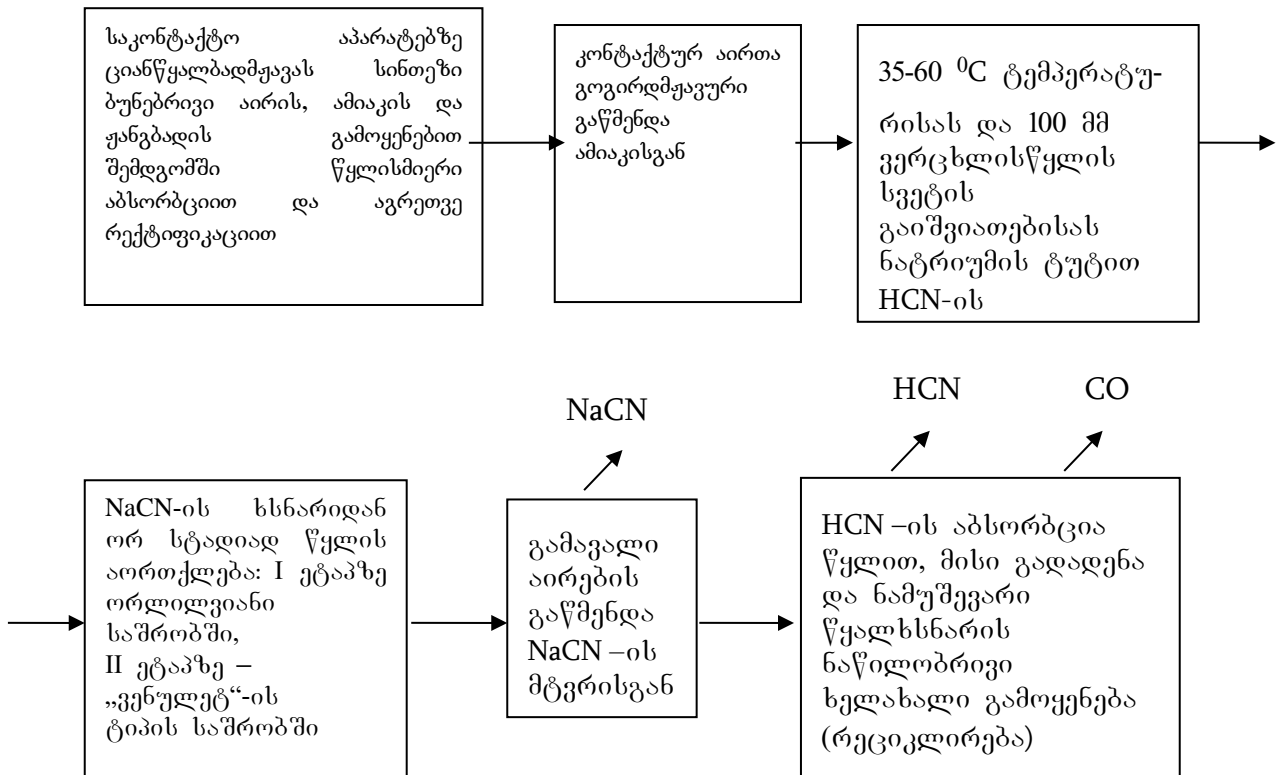 საკონტაქტო აპარატებზე
ციანწყალბადმჟავას სინთეზი
ბუნებრივი აირის, ამიაკის და
ჟანგბადის გამოყენებით
შემდგომში წყლისმიერი
აბსორბციით და აგრეთვე
რექტიფიკაციით
კონტაქტურ აირთა
გოგირდმჟავური
გაწმენდა
ამიაკისგან
35-60 ⁰C ტემპერატუ-
რისას და 100 მმ
ვერცხლისწყლის
სვეტის
გაიშვიათებისას
ნატრიუმის ტუტით
HCN-ის
NaCN-ის ხსნარიდან
ორ სტადიად წყლის
აორთქლება: I ეტაპზე
ორლილვიანი
საშრობში,
II ეტაპზე –
„ვენულეტ“-ის
ტიპის საშრობში
NaCN
გამავალი
აირების
გაწმენდა
NaCN –ის
მტვრისგან
HCN
CO
HCN –ის აბსორბცია
წყლით, მისი გადადენა
და ნამუშევარი
წყალხსნარის
ნაწილობრივი
ხელახალი გამოყენება
(რეციკლირება)